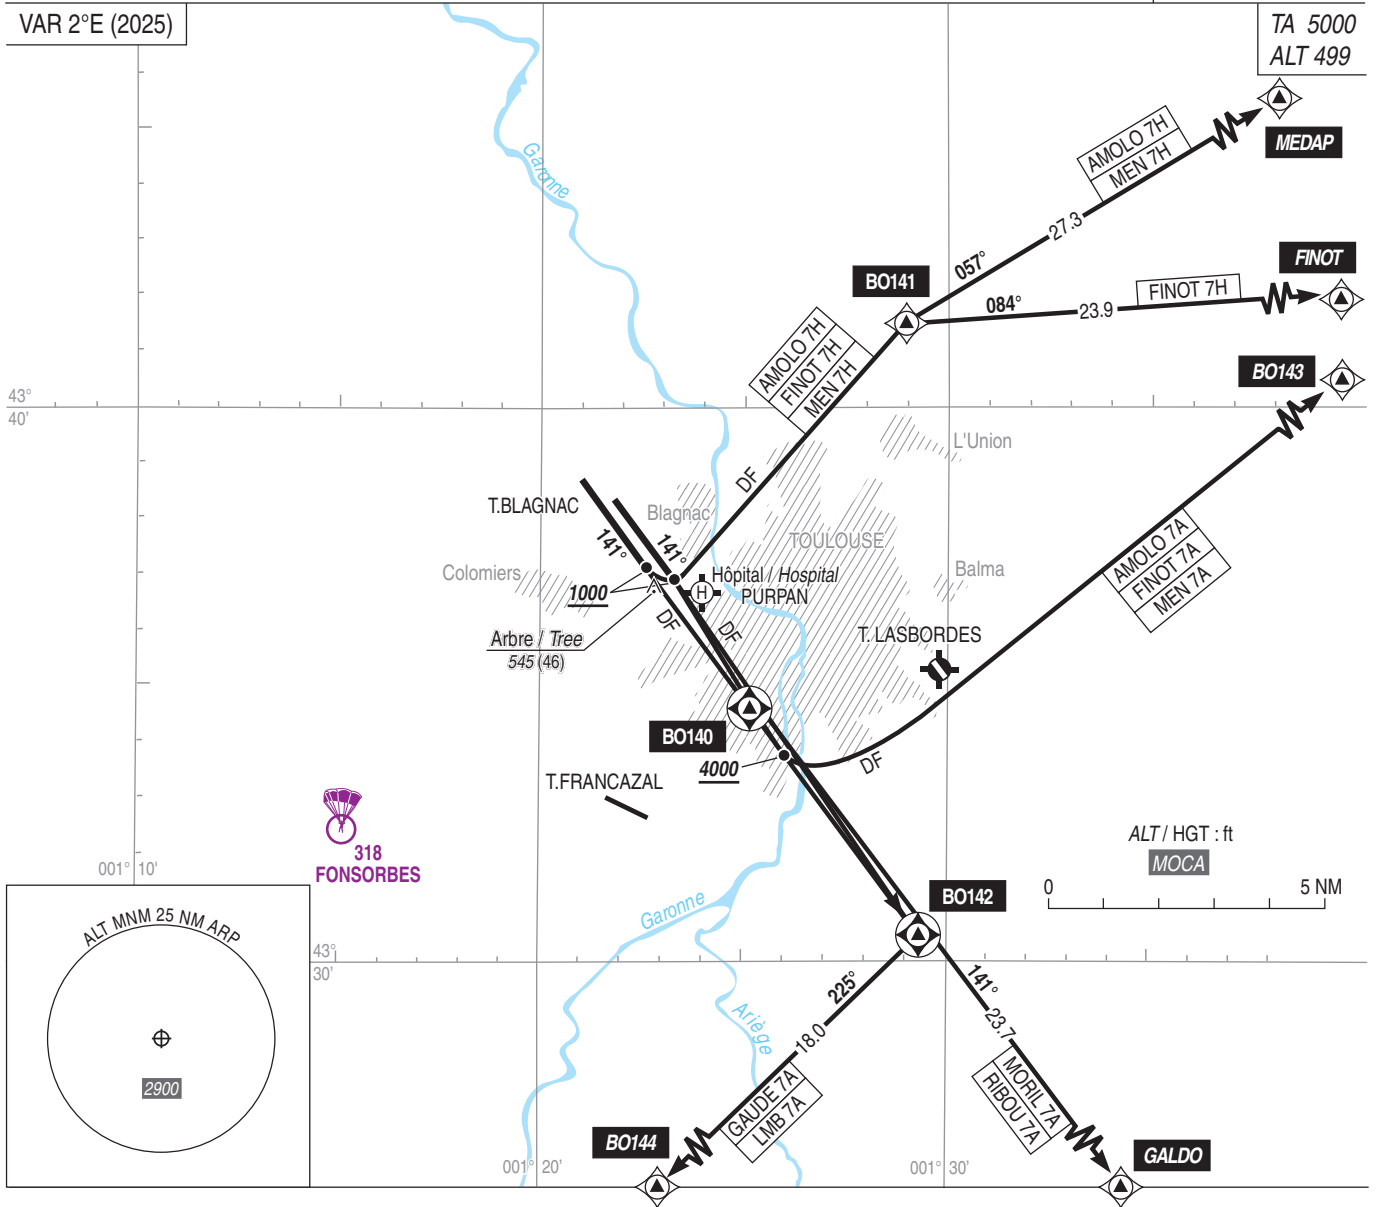 VAR 2°E (2025)
TA 5000
ALT 499
MEDAP
AMOLO 7H
MEN 7H
27.3
057°
Garonne
FINOT
FINOT 7H
084°
23.9
BO141
BO143
AMOLO 7H
FINOT 7H
MEN 7H
43°
40'
L'Union
DF
T.BLAGNAC
Blagnac
141°
141°
TOULOUSE
Colomiers
1000
Hôpital / Hospital
PURPAN
H
Balma
AMOLO 7A
FINOT 7A
MEN 7A
Arbre / Tree
545 (46)
DF
DF
T. LASBORDES
BO140
4000
DF
T.FRANCAZAL
318
FONSORBES
ALT / HGT : ft
MOCA
0
5 NM
001° 10'
BO142
Garonne
ALT MNM 25 NM ARP
2900
43°
30'
225°
18.0
141°
23.7
Ariège
GAUDE 7A
LMB 7A
MORIL 7A
RIBOU 7A
BO144
GALDO
001° 20'
001° 30'